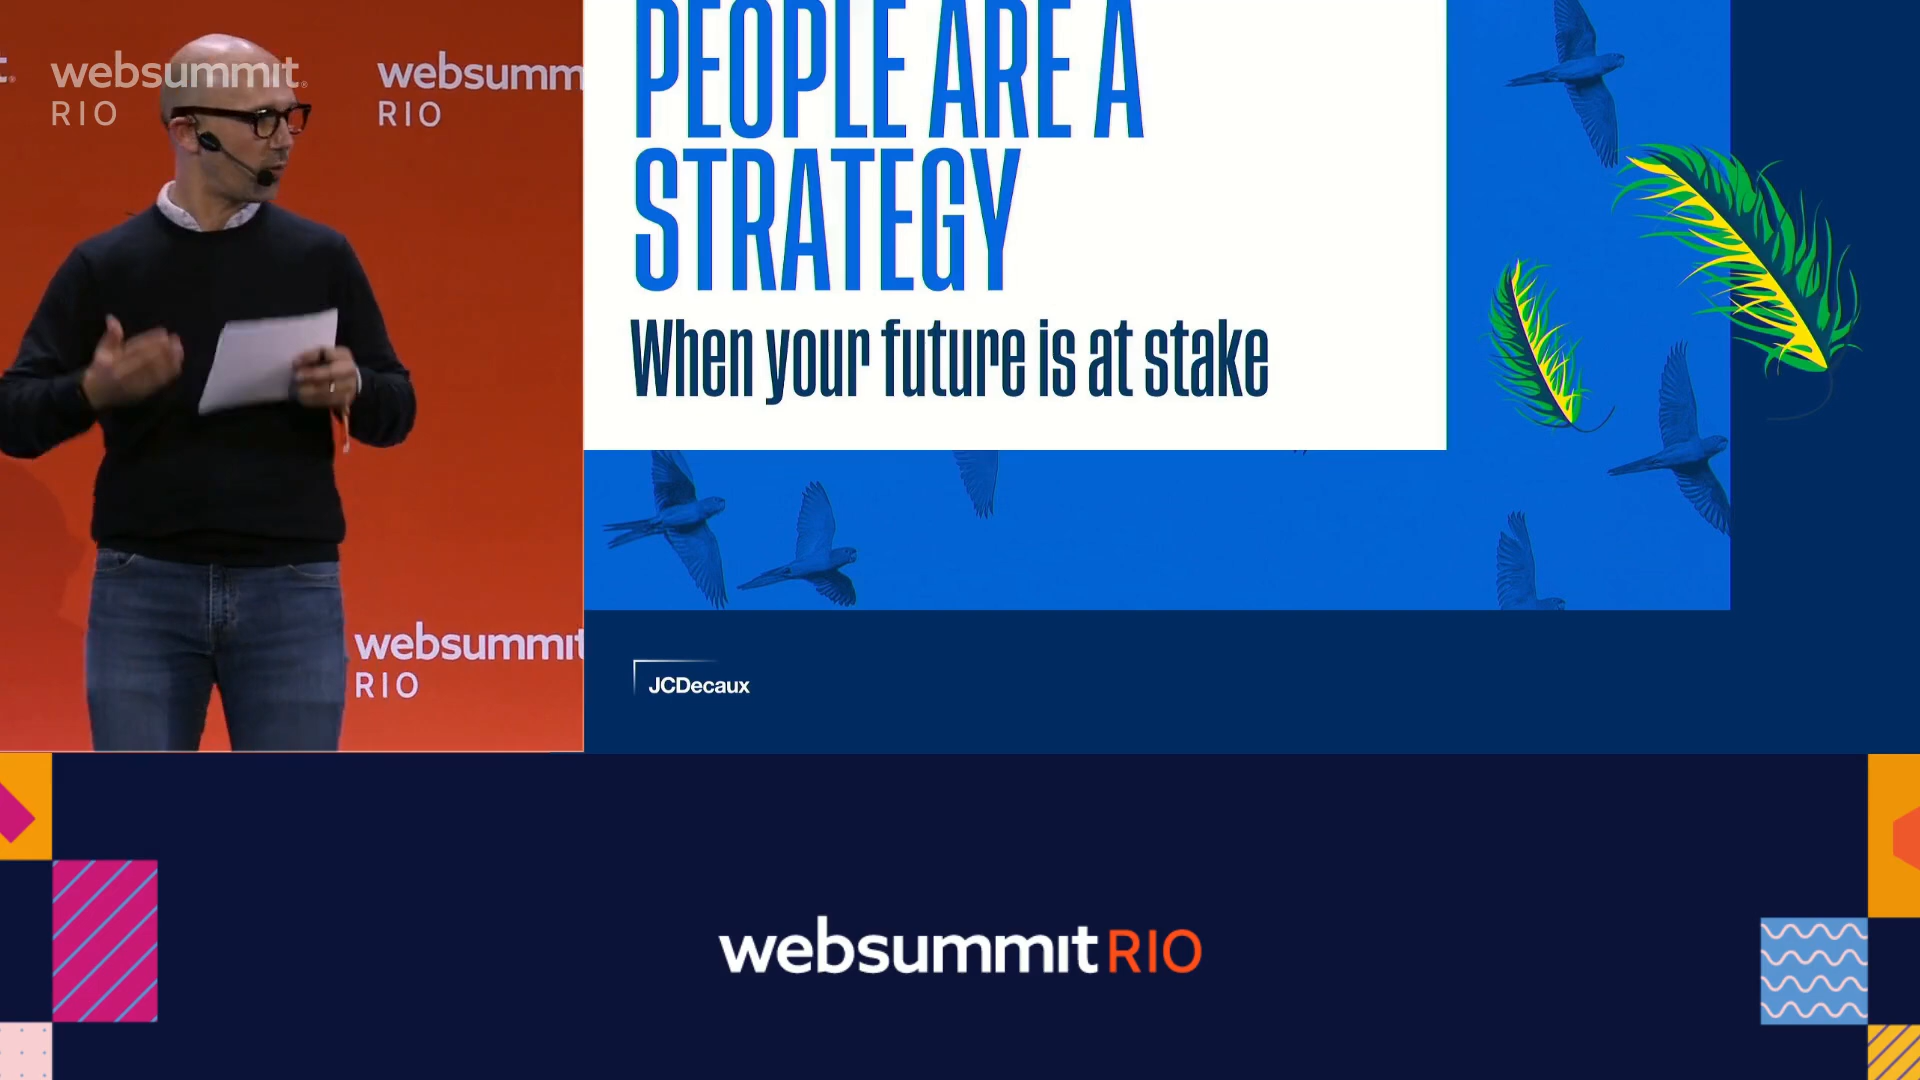 websummit
RIO
websumm
RIO
websummit
RIO
PEOPLE ARE A
STRATEGY
When your future is at stake
JCDecaux
websummit RIO